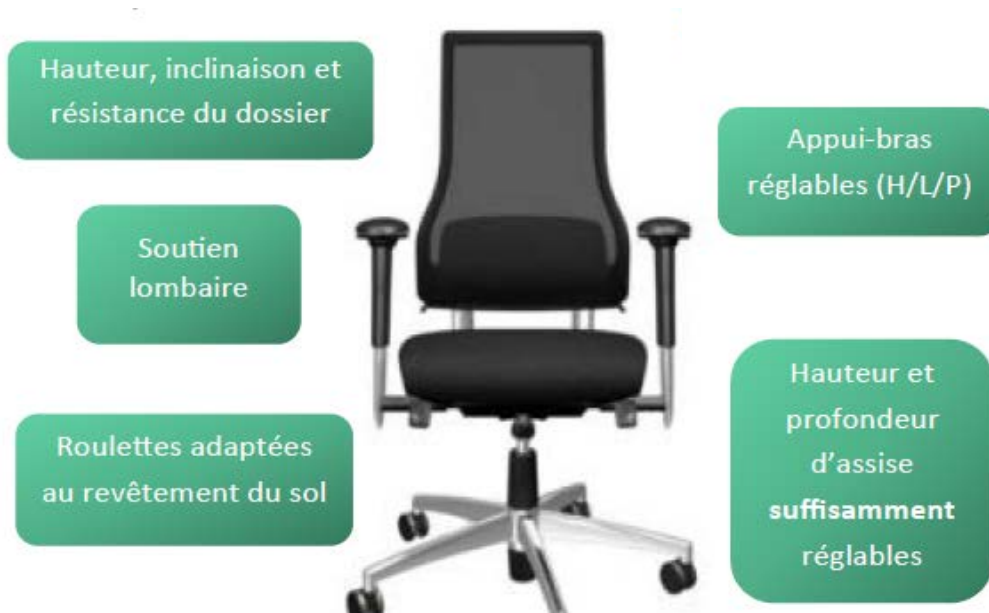 Hauteur, inclinaison et
résistance du dossier
Soutien
lombaire
Roulettes adaptées
au revêtement du sol
Appui-bras
réglables (H/L/P)
Hauteur et
profondeur
d’assise
suffisamment
réglables